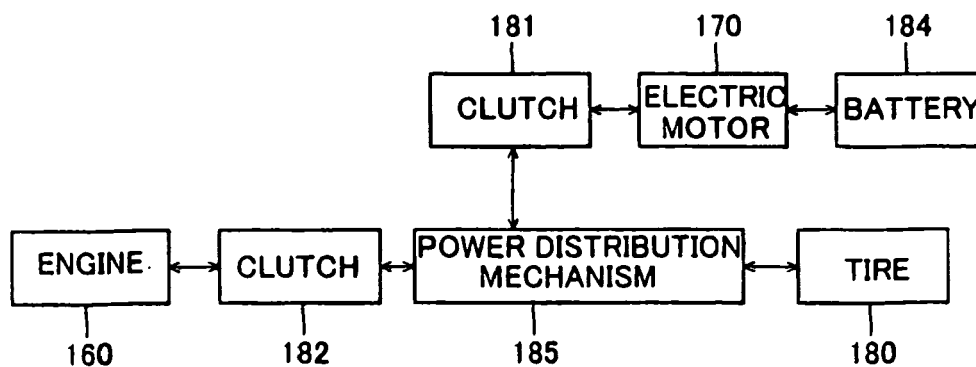 181
170
184
CLUTCH
ELECTRIC
MOTOR
BATTERY
ENGINE
CLUTCH
POWER DISTRIBUTION
MECHANISM
TIRE
160
182
185
180